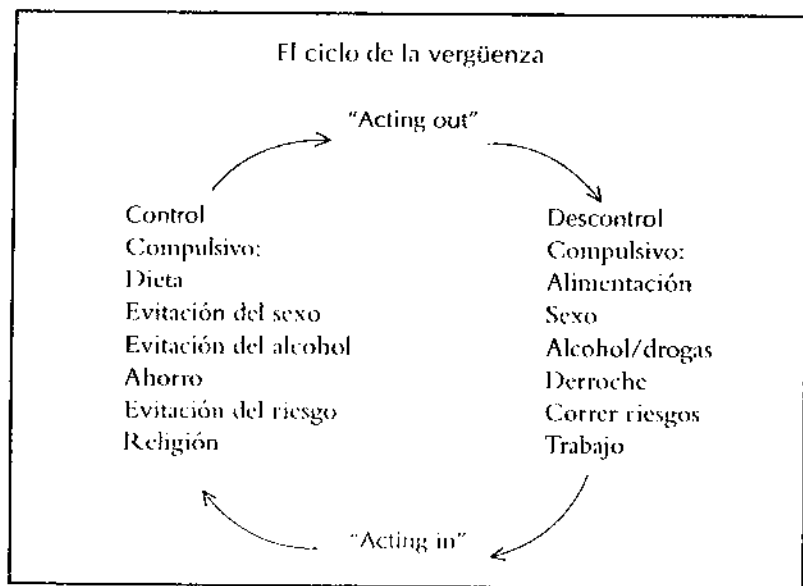 El ciclo de la vergüenza
"Acting out"
Control
Compulsivo:
Dieta
Evitación del sexo
Evitación del alcohol
Ahorro
Evitación del riesgo
Religión
Descontrol
Compulsivo:
Alimentación
Sexo
Alcohol/drogas
Derroche
Correr riesgos
Trabajo
"Acting in"